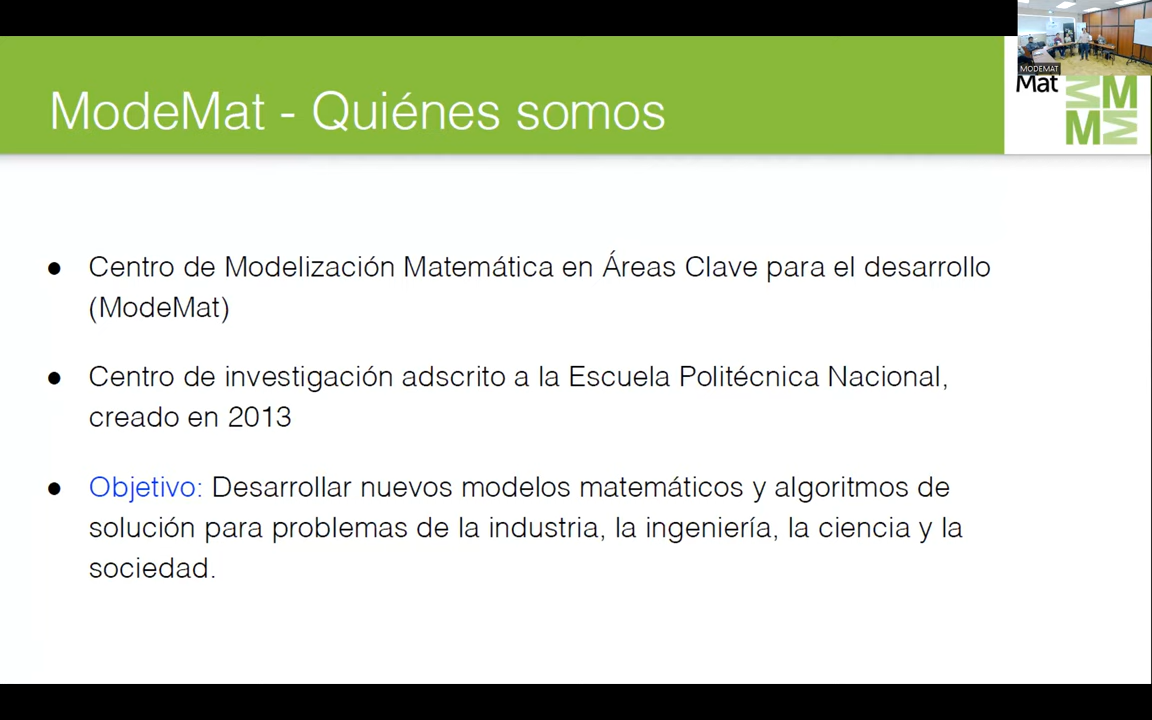 MODEMAT
Mat
M
M
M
M
ModeMat - Quiénes somos
● Centro de Modelización Matemática en Áreas Clave para el desarrollo
(ModeMat)
● Centro de investigación adscrito a la Escuela Politécnica Nacional,
creado en 2013
● Objetivo: Desarrollar nuevos modelos matemáticos y algoritmos de
solución para problemas de la industria, la ingeniería, la ciencia y la
sociedad.